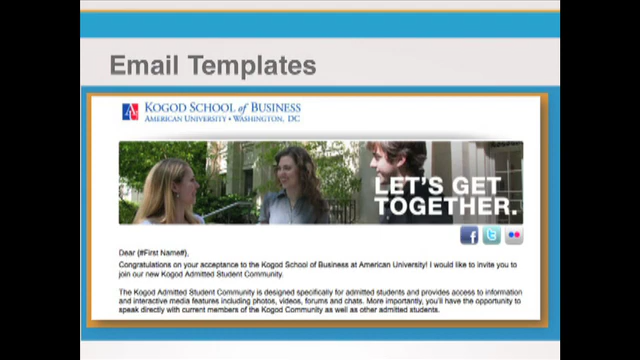 Email Templates
KOGOD SCHOOL of BUSINESS
AMERICAN UNIVERSITY • WASHINGTON, DC
LET'S GET
TOGETHER.
Dear {#First Name#},
Congratulations on your acceptance to the Kogod School of Business at American University! I would like to invite you to
join our new Kogod Admitted Student Community.
The Kogod Admitted Student Community is designed specifically for admitted students and provides access to information
and interactive media features including photos, videos, forums and chats. More importantly, you'll have the opportunity to
speak directly with current members of the Kogod Community as well as other admitted students.